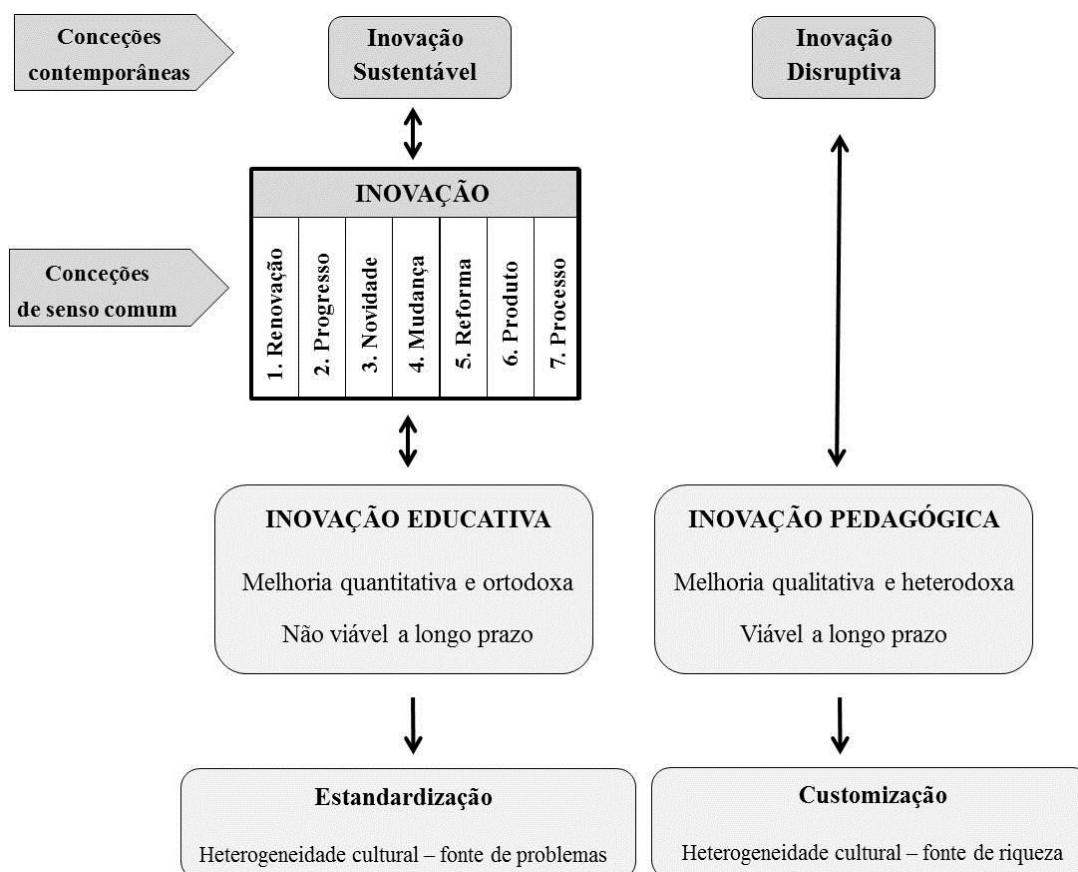 Conceções
contemporâneas
Inovação
Sustentável
Inovação
Disruptiva
INOVAÇÃO
Conceções
de senso comum
1. Renovação
2. Progresso
3. Novidade
4. Mudança
5. Reforma
6. Produto
7. Processo
INOVAÇÃO EDUCATIVA
Melhoria quantitativa e ortodoxa
Não viável a longo prazo
INOVAÇÃO PEDAGÓGICA
Melhoria qualitativa e heterodoxa
Viável a longo prazo
Estandardização
Heterogeneidade cultural – fonte de problemas
Customização
Heterogeneidade cultural – fonte de riqueza